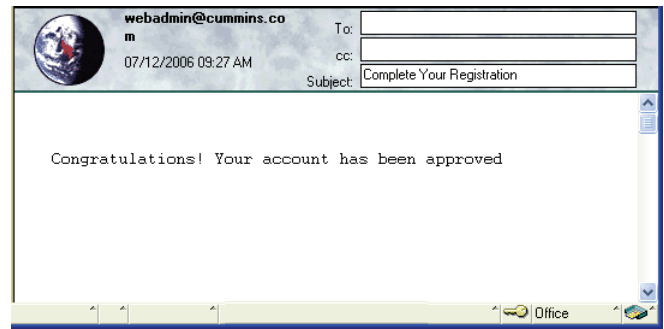 webadmin@cummins.co
m
07/12/2006 09:27 AM
To:
cc:
Subject: Complete Your Registration
Congratulations! Your account has been approved
Office